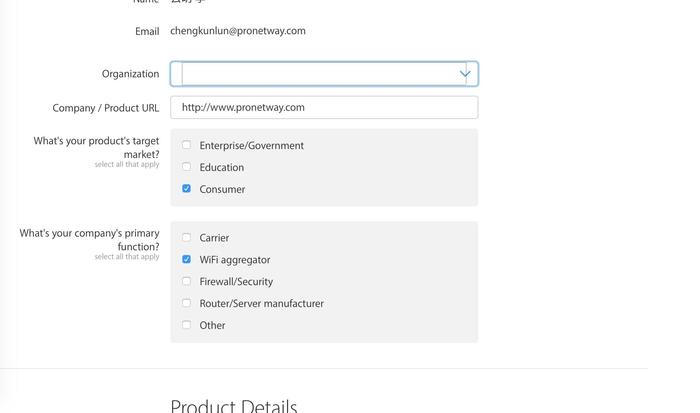 Email chengkunlun@pronetway.com
Organization
Company / Product URL http://www.pronetway.com
What's your product's target
market?
select all that apply
Enterprise/Government
Education
Consumer
What's your company's primary
function?
select all that apply
Carrier
WiFi aggregator
Firewall/Security
Router/Server manufacturer
Other
Product Details